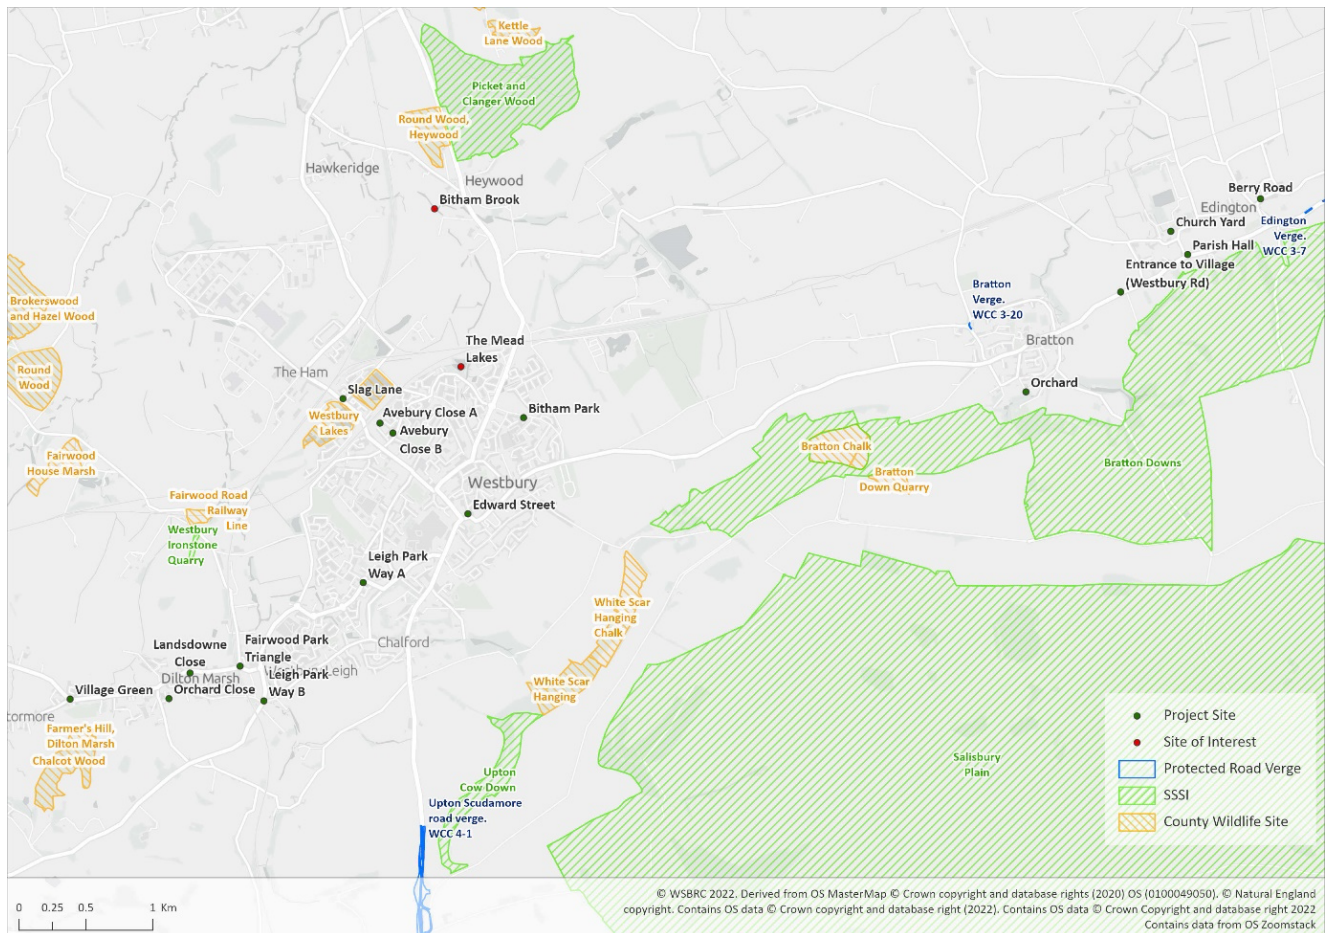 Kettle
Lane Wood
Picket and
Clanger Wood
Round Wood,
Heywood
Hawkeridge
Heywood
Bitham Brook
Berry Road
Edington
Church Yard
Edington
Verge.
WCC 3-7
Parish Hall
Entrance to Village
(Westbury Rd)
Brokerswood
and Hazel Wood
Bratton
Verge.
WCC 3-20
Bratton
The Mead
Lakes
Round
Wood
The Ham
Slag Lane
Orchard
Westbury
Lakes
Avebury Close A
Avebury
Close B
Bitham Park
Bratton Chalk
Bratton
Down Quarry
Bratton Downs
Fairwood
House Marsh
Westbury
Fairwood Road
Railway
Line
Edward Street
Westbury
Ironstone
Quarry
Leigh Park
Way A
White Scar
Hanging
Chalk
Chalford
Landsdowne
Close
Fairwood Park
Triangle
Leigh
Dilton Marsh
Leigh Park
Way B
Village Green
Orchard Close
White Scar
Hanging
tormore
Farmer's Hill,
Dilton Marsh
Chalcot Wood
Upton
Cow Down
Salisbury
Plain
Upton Scudamore
road verge.
WCC 4-1
Project Site
Site of Interest
Protected Road Verge
SSSI
County Wildlife Site
0 0.25 0.5 1 Km
© WSBRC 2022. Derived from OS MasterMap © Crown copyright and database rights (2020) OS (0100049050). © Natural England
copyright. Contains OS data © Crown copyright and database right (2022). Contains OS data © Crown Copyright and database right 2022
Contains data from OS Zoomstack